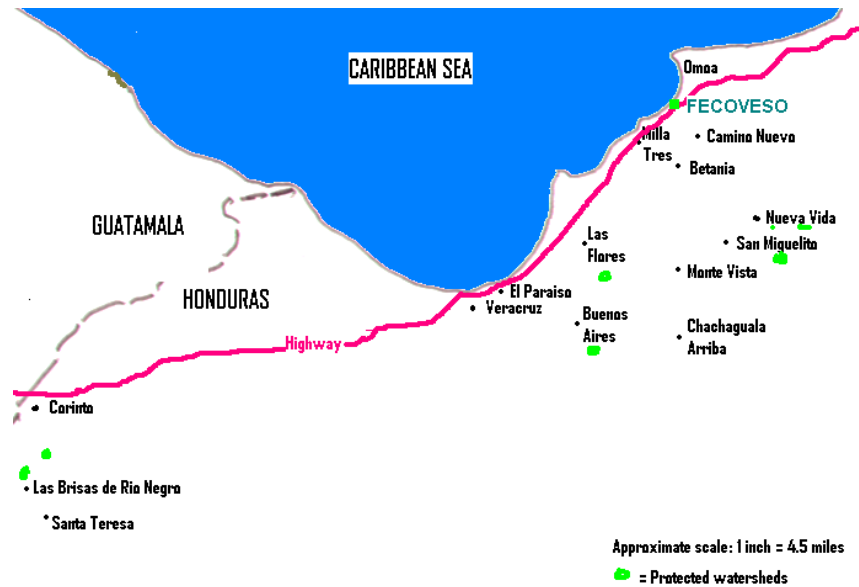 CARIBBEAN SEA
Omoa
FECOVESO
Milla
Tres
Camino Nuevo
Betania
Nueva Vida
GUATAMALA
Las
Flores
San Miguelito
Monte Vista
HONDURAS
El Paraiso
Veracruz
Buenos
Aires
Chachaguala
Arriba
Highway
Corinto
Las Brisas de Rio Negro
Santa Teresa
Approximate scale: 1 inch = 4.5 miles
= Protected watersheds